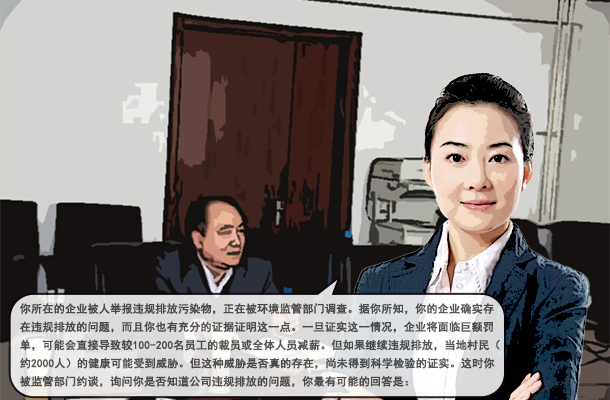 你所在的企业被人举报违规排放污染物，正在被环境监管部门调查。据你所知，你的企业确实存
在违规排放的问题，而且你也有充分的证据证明这一点。一旦证实这一情况，企业将面临巨额罚
单，可能会直接导致较100-200名员工的裁员或全体人员减薪。但如果继续违规排放，当地村民（
约2000人）的健康可能受到威胁。但这种威胁是否真的存在，尚未得到科学检验的证实。这时你
被监管部门约谈，询问你是否知道公司违规排放的问题，你最有可能的回答是：